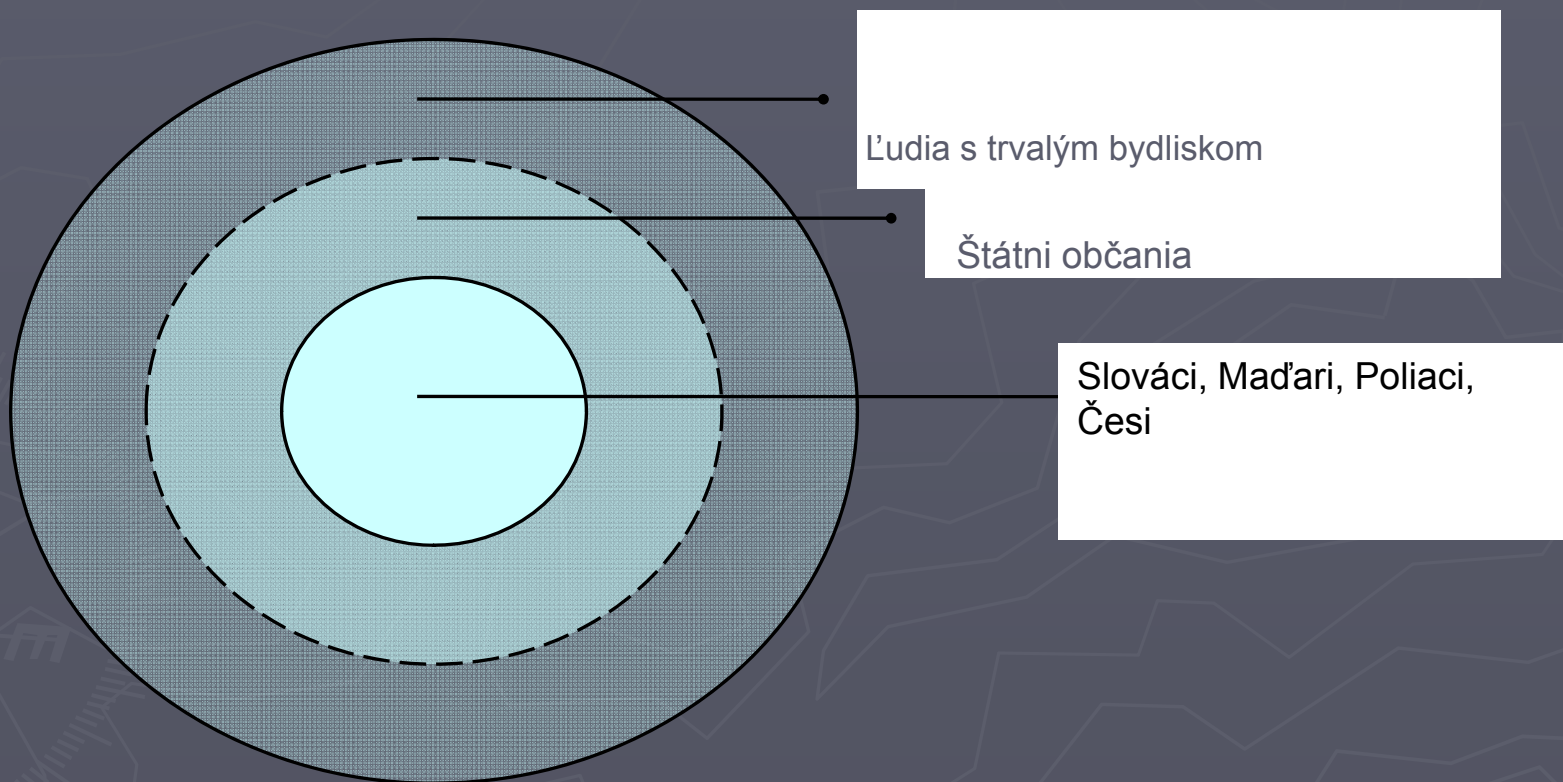 Ľudia s trvalým bydliskom
Štátni občania
Slováci, Maďari, Poliaci,
Česi